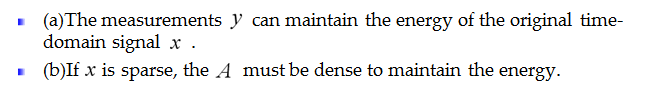 ▪ (a)The measurements y can maintain the energy of the original time-
domain signal x .
▪ (b)If x is sparse, the A must be dense to maintain the energy.